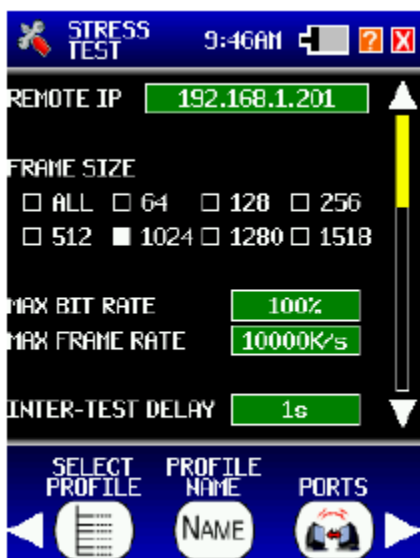 STRESS
TEST
9:46AM
? X
REMOTE IP 192.168.1.201
FRAME SIZE
ALL 64 128 256
512 1024 1280 1518
MAX BIT RATE 100%
MAX FRAME RATE 10000K/s
INTER-TEST DELAY 1s
SELECT
PROFILE
PROFILE
NAME
PORTS
NAME